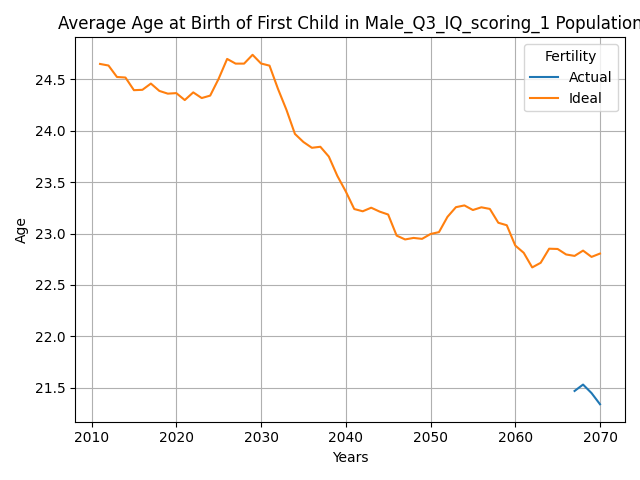 Average Age at Birth of First Child in Male_Q3_IQ_scoring_1 Population
Fertility
Actual
Ideal
24.5
24.0
23.5
23.0
22.5
22.0
21.5
Age
2010
2020
2030
2040
2050
2060
2070
Years